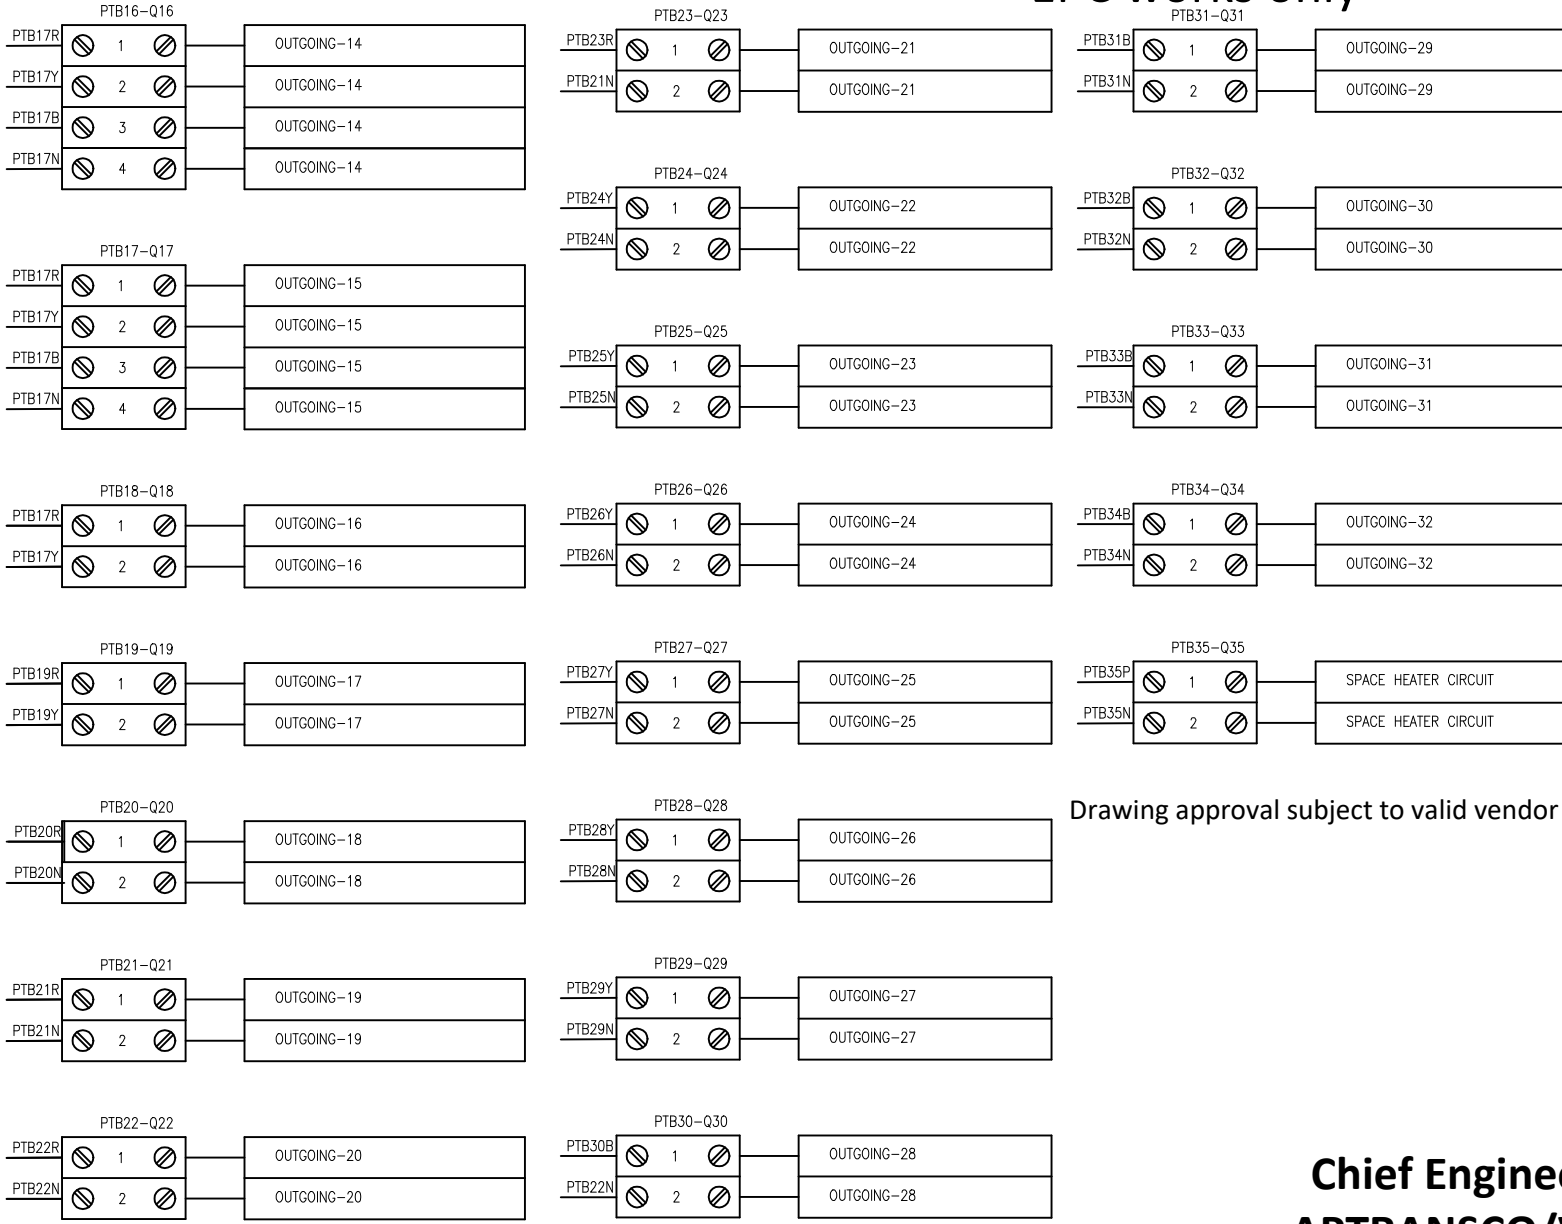 PTB16-Q16
PTB17R 1 OUTGOING-14
PTB17Y 2 OUTGOING-14
PTB17B 3 OUTGOING-14
PTB17N 4 OUTGOING-14
PTB17-Q17
PTB17R 1 OUTGOING-15
PTB17Y 2 OUTGOING-15
PTB17B 3 OUTGOING-15
PTB17N 4 OUTGOING-15
PTB18-Q18
PTB17R 1 OUTGOING-16
PTB17Y 2 OUTGOING-16
PTB19-Q19
PTB19R 1 OUTGOING-17
PTB19Y 2 OUTGOING-17
PTB20-Q20
PTB20R 1 OUTGOING-18
PTB20N 2 OUTGOING-18
PTB21-Q21
PTB21R 1 OUTGOING-19
PTB21N 2 OUTGOING-19
PTB22-Q22
PTB22R 1 OUTGOING-20
PTB22N 2 OUTGOING-20
PTB23-Q23
PTB23R 1 OUTGOING-21
PTB21N 2 OUTGOING-21
PTB24-Q24
PTB24Y 1 OUTGOING-22
PTB24N 2 OUTGOING-22
PTB25-Q25
PTB25Y 1 OUTGOING-23
PTB25N 2 OUTGOING-23
PTB26-Q26
PTB26Y 1 OUTGOING-24
PTB26N 2 OUTGOING-24
PTB27-Q27
PTB27Y 1 OUTGOING-25
PTB27N 2 OUTGOING-25
PTB28-Q28
PTB28Y 1 OUTGOING-26
PTB28N 2 OUTGOING-26
PTB29-Q29
PTB29Y 1 OUTGOING-27
PTB29N 2 OUTGOING-27
PTB30-Q30
PTB30B 1 OUTGOING-28
PTB22N 2 OUTGOING-28
PTB31-Q31
PTB31B 1 OUTGOING-29
PTB31N 2 OUTGOING-29
PTB32-Q32
PTB32B 1 OUTGOING-30
PTB32N 2 OUTGOING-30
PTB33-Q33
PTB33B 1 OUTGOING-31
PTB33N 2 OUTGOING-31
PTB34-Q34
PTB34B 1 OUTGOING-32
PTB34N 2 OUTGOING-32
PTB35-Q35
PTB35P 1 SPACE HEATER CIRCUIT
PTB35N 2 SPACE HEATER CIRCUIT
Drawing approval subject to valid vendor
Chief Enginee